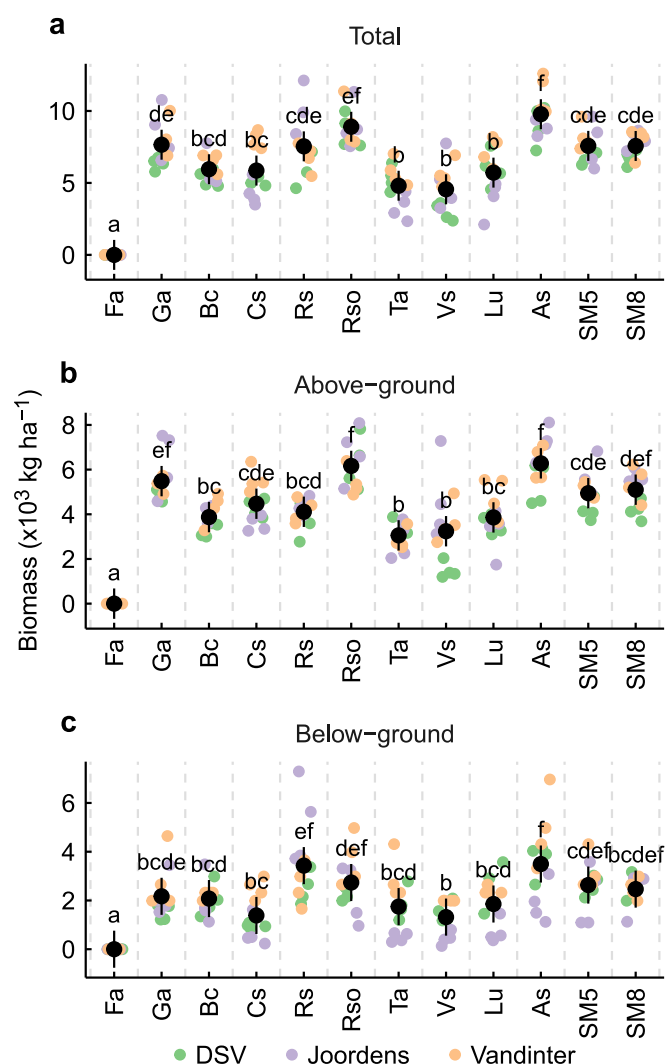 a
Total
10
5
0
a
de
bcd
bc
cde
ef
b
b
b
f
cde
cde
Fa
Ga
Bc
Cs
Rs
Rso
Ta
Vs
Lu
As
SM5
SM8
b
Above−ground
Biomass (x10³ kg ha⁻¹)
8
6
4
2
0
a
ef
bc
cde
bcd
f
b
b
bc
f
cde
def
Fa
Ga
Bc
Cs
Rs
Rso
Ta
Vs
Lu
As
SM5
SM8
c
Below−ground
6
4
2
0
a
bcde
bcd
bc
ef
def
bcd
b
bcd
f
cdef
bcdef
Fa
Ga
Bc
Cs
Rs
Rso
Ta
Vs
Lu
As
SM5
SM8
DSV Joordens Vandinter